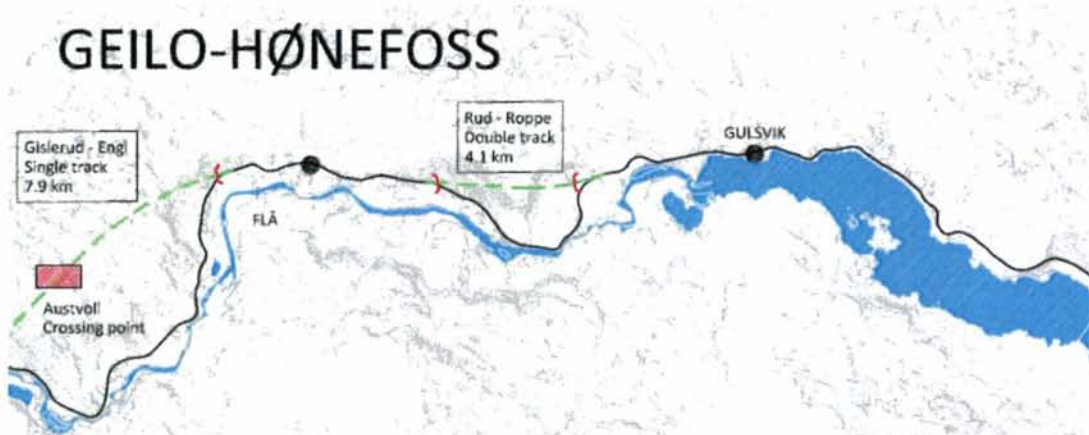 GEILO-HØNEFOSS
Gislerud - Engl
Single track
7.9 km
Rud - Roppe
Double track
4.1 km
GULSVIK
FLÅ
Austvoll
Crossing point